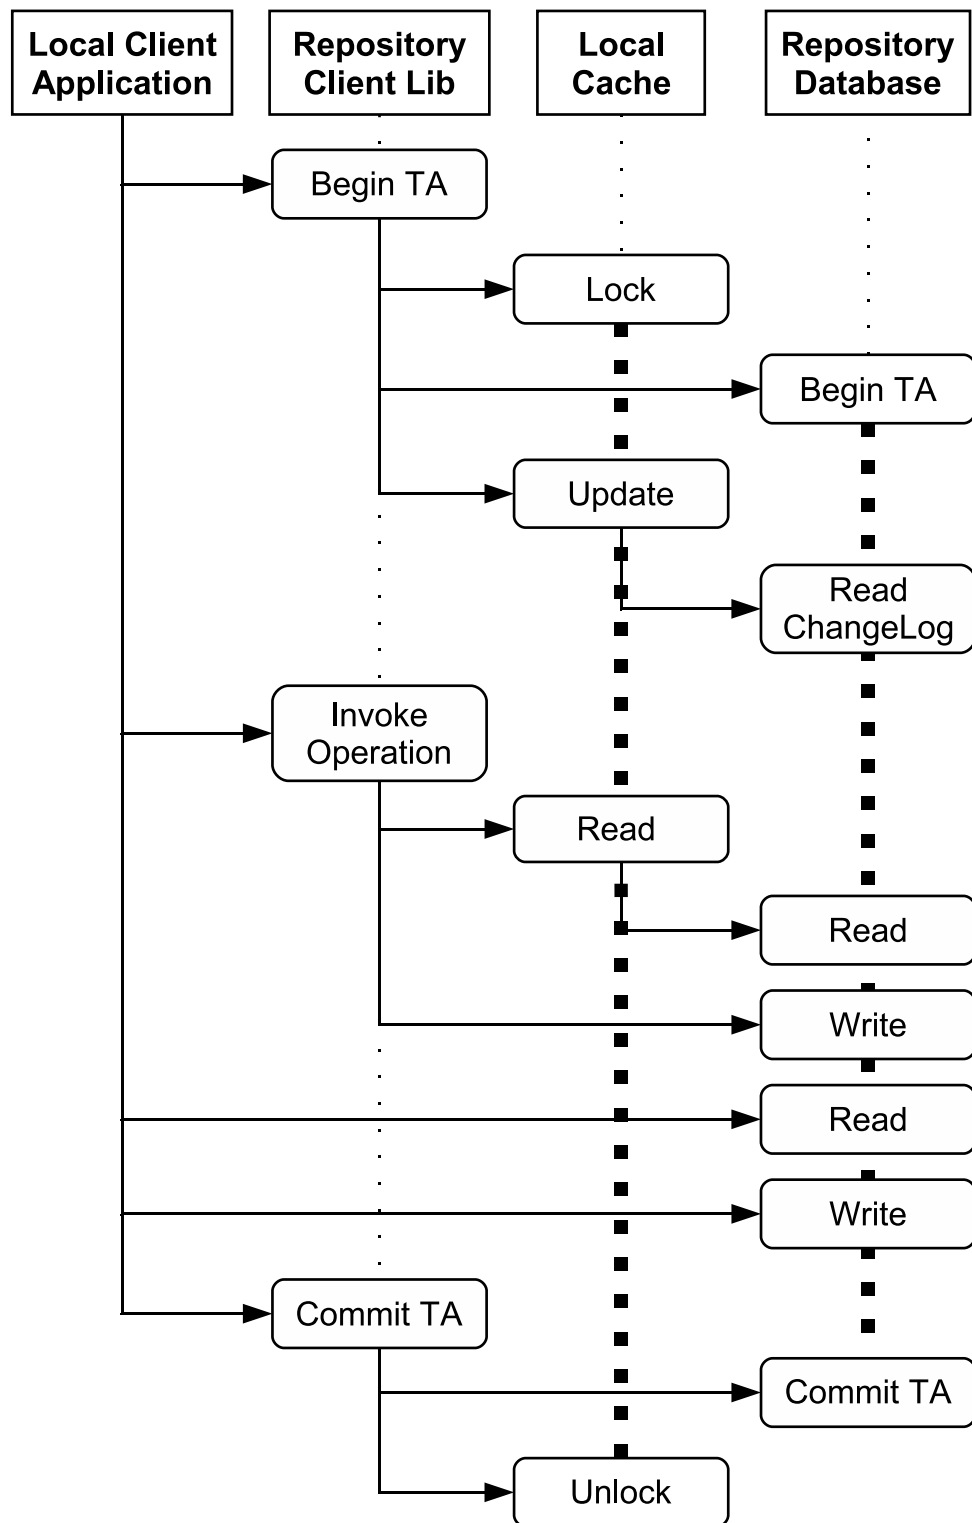 Local Client
Application
Repository
Client Lib
Local
Cache
Repository
Database
Begin TA
Lock
Begin TA
Update
Read
ChangeLog
Invoke
Operation
Read
Read
Write
Read
Write
Commit TA
Commit TA
Unlock